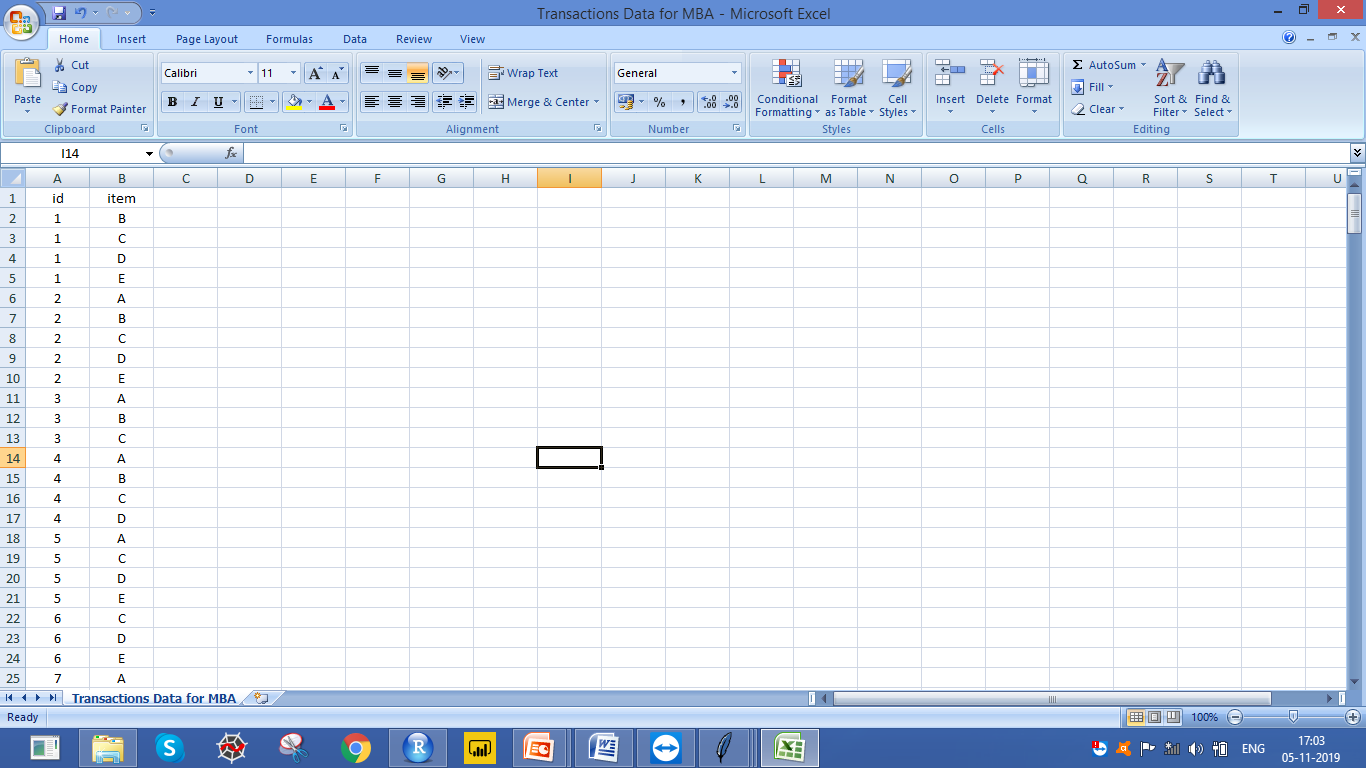 Transactions Data for MBA - Microsoft Excel
Home Insert Page Layout Formulas Data Review View
Paste
Cut
Copy
Format Painter
Clipboard
Calibri 11
B I U
Font
Wrap Text
Merge & Center
Alignment
General
% ,
Number
Conditional Formatting
Format as Table
Cell Styles
Styles
Insert Delete Format
Cells
Σ AutoSum
Fill
Clear
Sort & Filter
Find & Select
Editing
I14 fx
A B C D E F G H I J K L M N O P Q R S T U
1 id item
2 1 B
3 1 C
4 1 D
5 1 E
6 2 A
7 2 B
8 2 C
9 2 D
10 2 E
11 3 A
12 3 B
13 3 C
14 4 A
15 4 B
16 4 C
17 4 D
18 5 A
19 5 C
20 5 D
21 5 E
22 6 C
23 6 D
24 6 E
25 7 A
Transactions Data for MBA
Ready 100%
ENG 17:03
05-11-2019